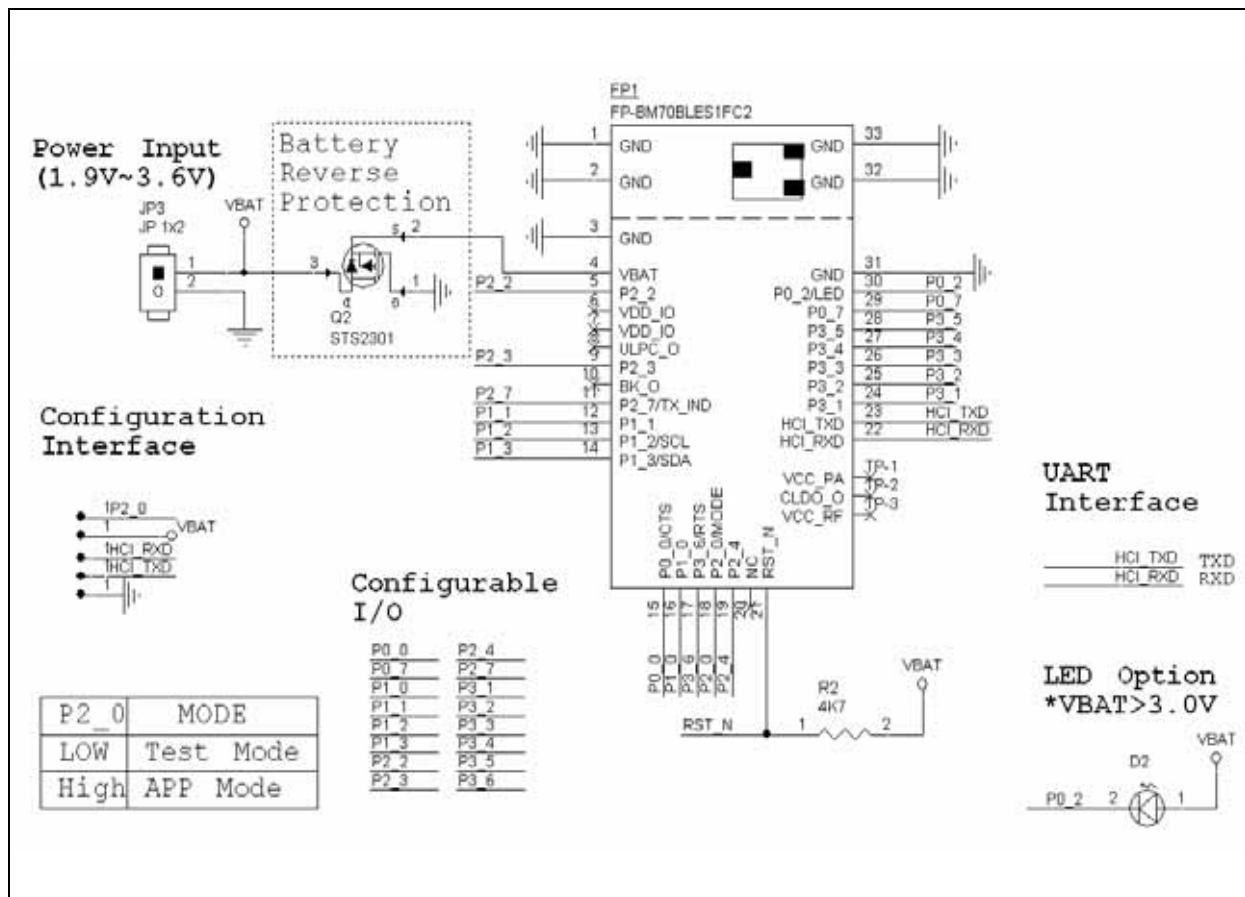 FP1
FP-BM70BLES1FC2
Power Input
(1.9V~3.6V)
JP3
JP 1x2
VBAT
1
2
Battery
Reverse
Protection
3
S 2
1
Q2
STS2301
1 GND
2 GND
3 GND
4 VBAT
P2_2 5 P2_2
6 VDD_IO
7 VDD_IO
8 ULPC_O
P2_3 9 P2_3
10 BK_O
P2_7 11 P2_7/TX_IND
P1_1 12 P1_1
P1_2 13 P1_2/SCL
P1_3 14 P1_3/SDA
GND 33
GND 32
GND 31
P0_2/LED 30 P0_2
P0_7 29 P0_7
P3_5 28 P3_5
P3_4 27 P3_4
P3_3 26 P3_3
P3_2 25 P3_2
P3_1 24 P3_1
HCI_TXD 23 HCI_TXD
HCI_RXD 22 HCI_RXD
VCC_PA TP-1
CLDO_O TP-2
VCC_RF TP-3
P0_0/CTS 15 P0_0
P1_0 16 P1_0
P3_6/RTS 17 P3_6
P2_0/MODE 18 P2_0
P2_4 19 P2_4
NC 20
RST_N 21
RST_N
1 R2 2
4K7
VBAT
Configuration
Interface
1 P2_0
1 VBAT
1 HCI_RXD
1 HCI_TXD
1
Configurable
I/O
P0_0 P2_4
P0_7 P2_7
P1_0 P3_1
P1_1 P3_2
P1_2 P3_3
P1_3 P3_4
P2_2 P3_5
P2_3 P3_6
P2_0 MODE
LOW Test Mode
High APP Mode
UART
Interface
HCI_TXD TXD
HCI_RXD RXD
LED Option
*VBAT>3.0V
VBAT
D2
P0_2 2 1